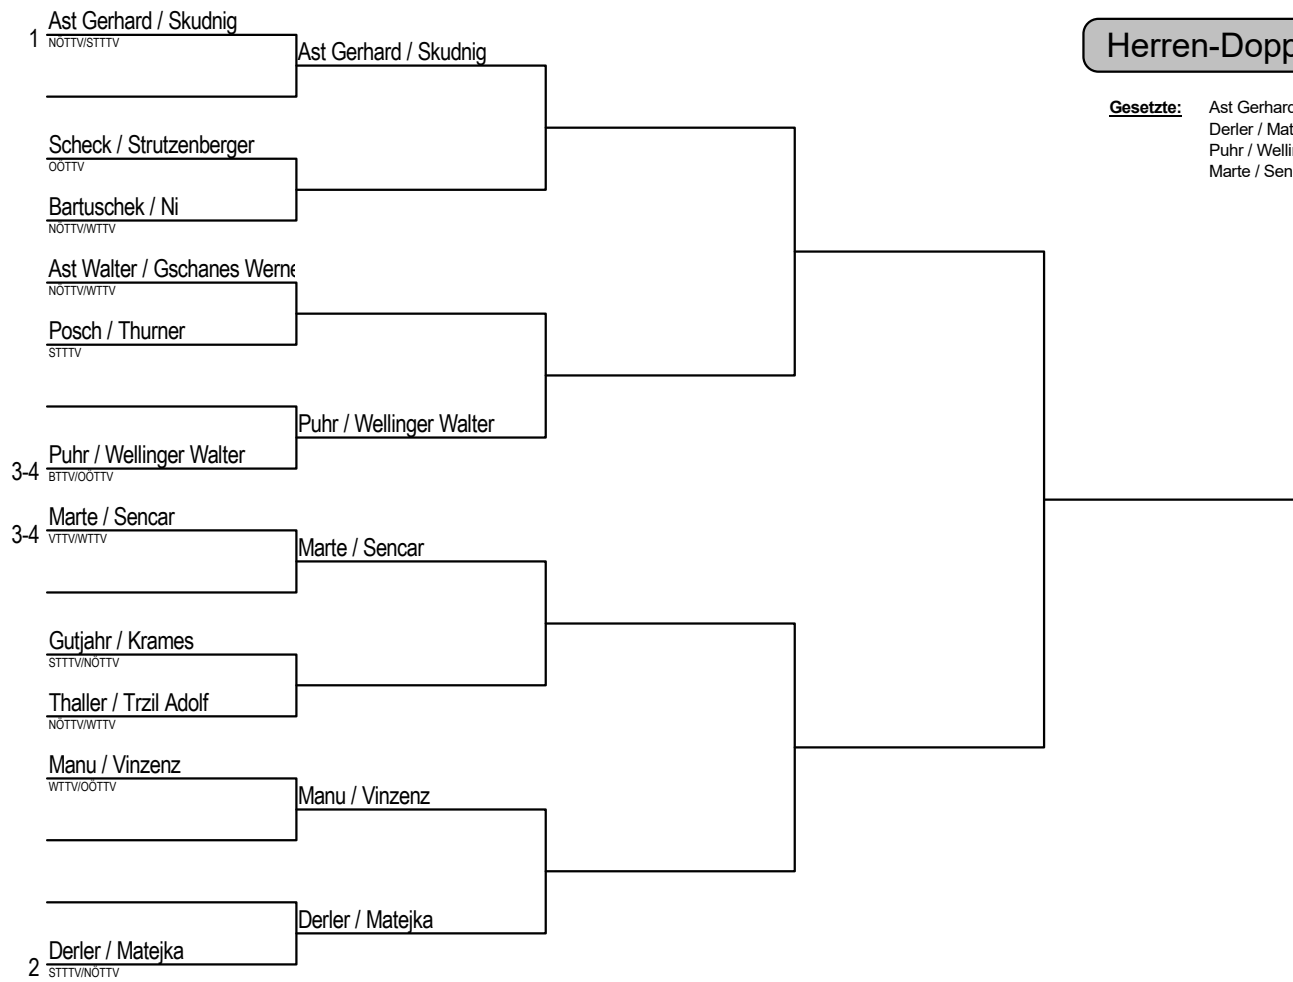 Ast Gerhard / Skudnig
1
NÖTTV/STTTV
Ast Gerhard / Skudnig
Scheck / Strutzenberger
OÖTTV
Bartuschek / Ni
NÖTTV/WTTV
Ast Walter / Gschanes Werne
NÖTTV/WTTV
Posch / Thurner
STTTV
Puhr / Wellinger Walter
Puhr / Wellinger Walter
3-4
BTTV/OÖTTV
Marte / Sencar
3-4
VTTV/WTTV
Marte / Sencar
Gutjahr / Krames
STTTV/NÖTTV
Thaller / Trzil Adolf
NÖTTV/WTTV
Manu / Vinzenz
WTTV/OÖTTV
Manu / Vinzenz
Derler / Matejka
Derler / Matejka
2
STTTV/NÖTTV
Herren-Dopp
Gesetzte: Ast Gerhard
Derler / Mat
Puhr / Wellin
Marte / Sen